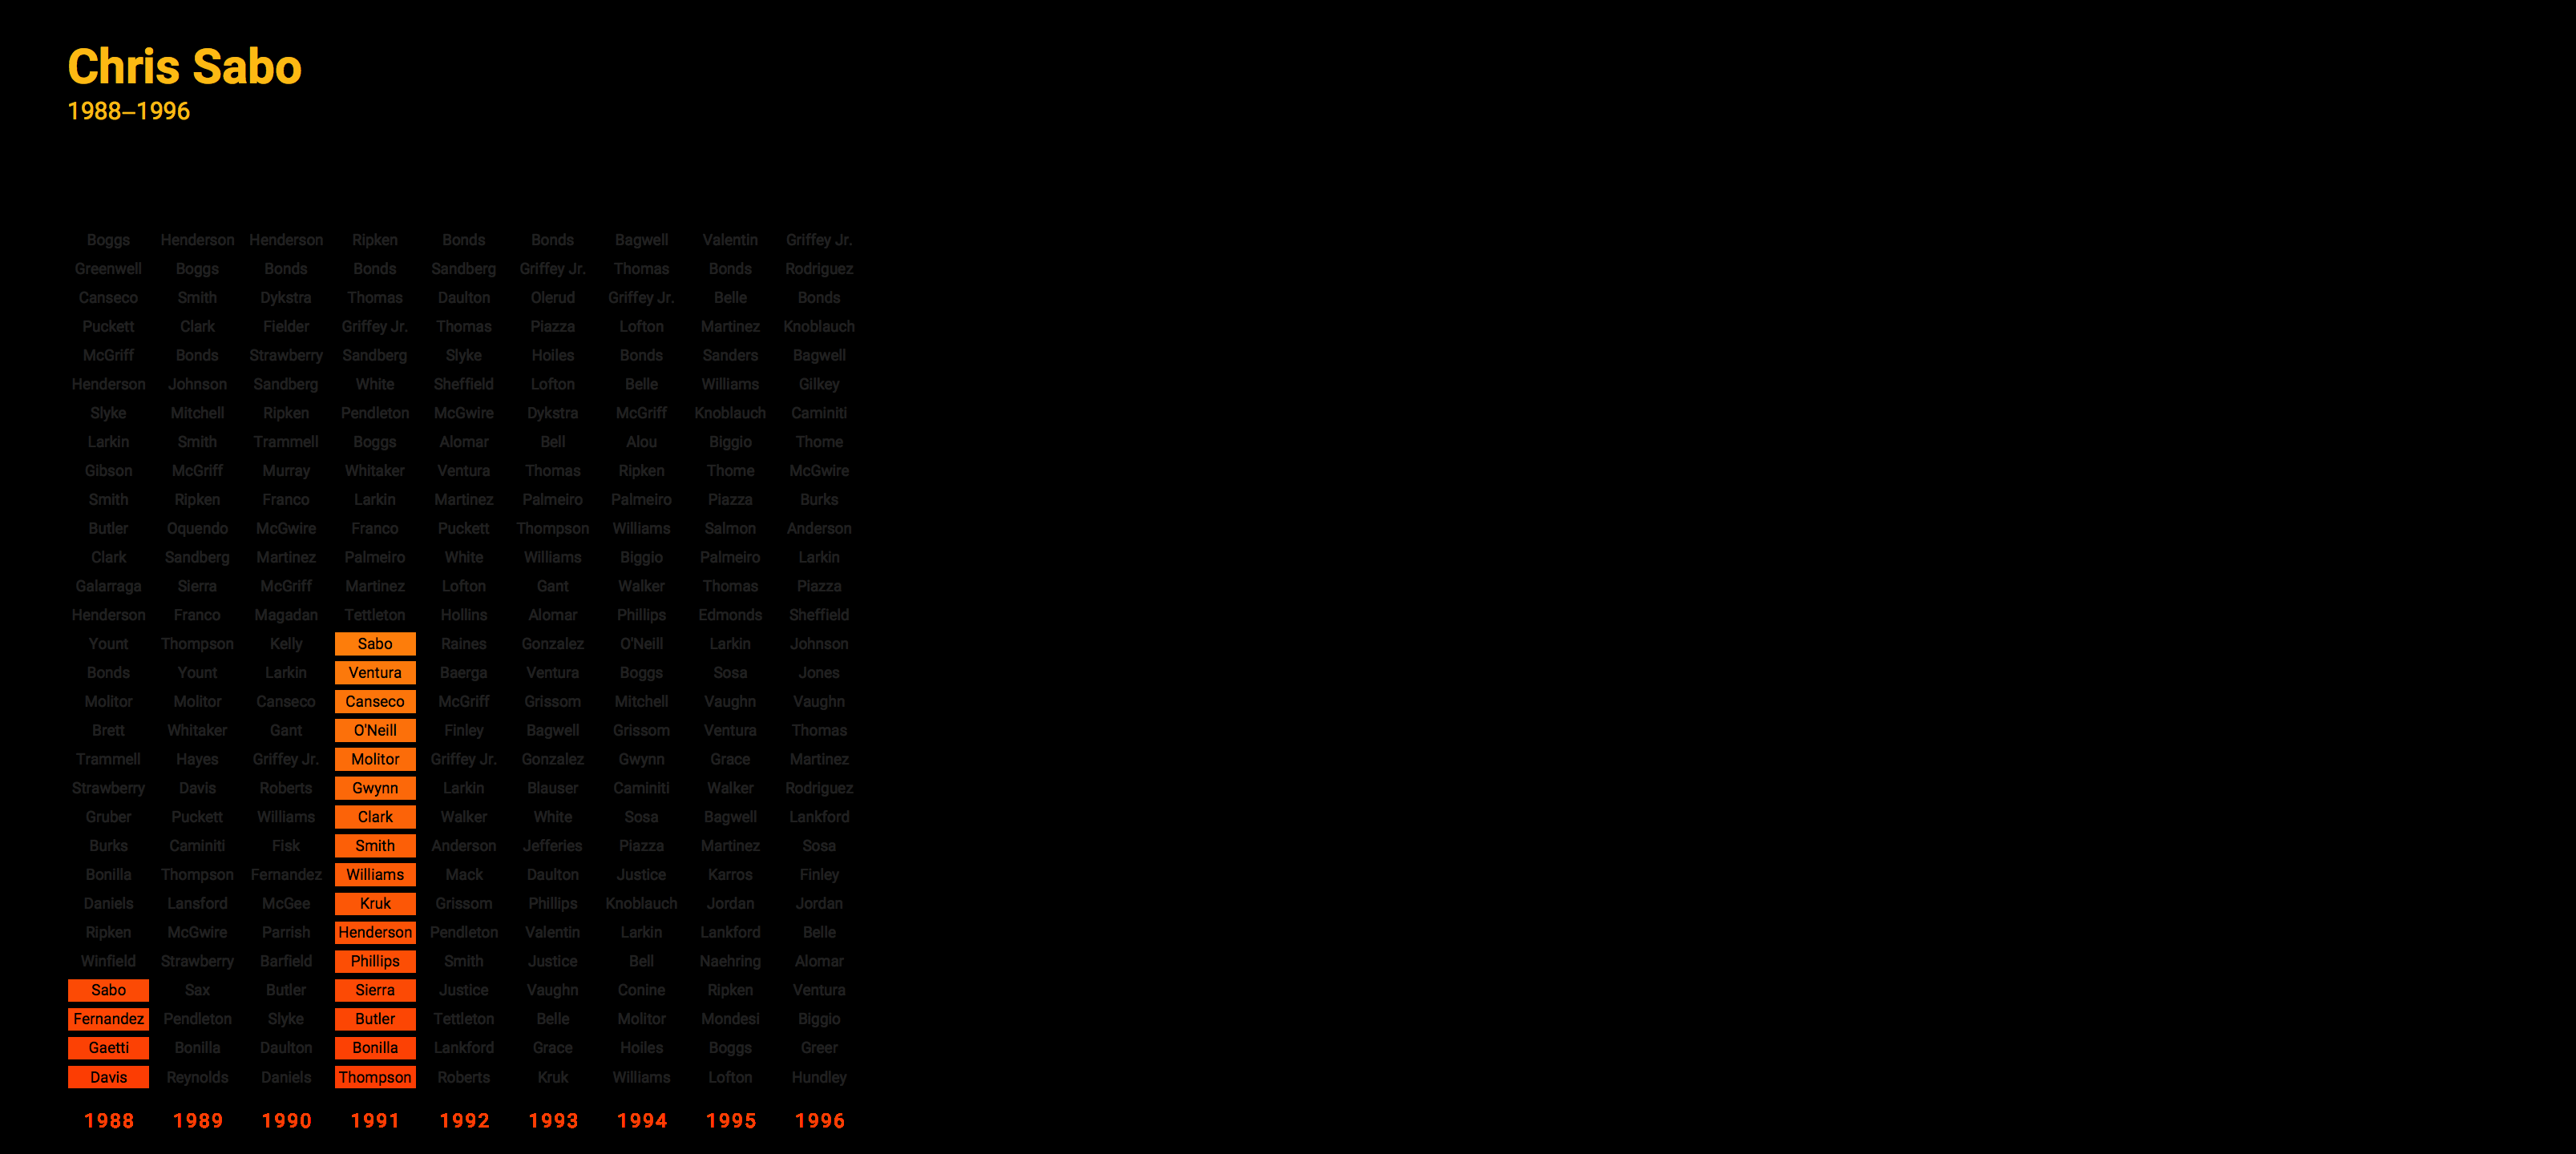 Chris Sabo
1988–1996
Boggs Henderson Henderson Ripken Bonds Bonds Bagwell Valentin Griffey Jr.
Greenwell Boggs Bonds Bonds Sandberg Griffey Jr. Thomas Bonds Rodriguez
Canseco Smith Dykstra Thomas Daulton Olerud Griffey Jr. Belle Bonds
Puckett Clark Fielder Griffey Jr. Thomas Piazza Lofton Martinez Knoblauch
McGriff Bonds Strawberry Sandberg Slyke Hoiles Bonds Sanders Bagwell
Henderson Johnson Sandberg White Sheffield Lofton Belle Williams Gilkey
Slyke Mitchell Ripken Pendleton McGwire Dykstra McGriff Knoblauch Caminiti
Larkin Smith Trammell Boggs Alomar Bell Alou Biggio Thome
Gibson McGriff Murray Whitaker Ventura Thomas Ripken Thome McGwire
Smith Ripken Franco Larkin Martinez Palmeiro Palmeiro Piazza Burks
Butler Oquendo McGwire Franco Puckett Thompson Williams Salmon Anderson
Clark Sandberg Martinez Palmeiro White Williams Biggio Palmeiro Larkin
Galarraga Sierra McGriff Martinez Lofton Gant Walker Thomas Piazza
Henderson Franco Magadan Tettleton Hollins Alomar Phillips Edmonds Sheffield
Yount Thompson Kelly Sabo Raines Gonzalez O'Neill Larkin Johnson
Bonds Yount Larkin Ventura Baerga Ventura Boggs Sosa Jones
Molitor Molitor Canseco Canseco McGriff Grissom Mitchell Vaughn Vaughn
Brett Whitaker Gant O'Neill Finley Bagwell Grissom Ventura Thomas
Trammell Hayes Griffey Jr. Molitor Griffey Jr. Gonzalez Gwynn Grace Martinez
Strawberry Davis Roberts Gwynn Larkin Blauser Caminiti Walker Rodriguez
Gruber Puckett Williams Clark Walker White Sosa Bagwell Lankford
Burks Caminiti Fisk Smith Anderson Jefferies Piazza Martinez Sosa
Bonilla Thompson Fernandez Williams Mack Daulton Justice Karros Finley
Daniels Lansford McGee Kruk Grissom Phillips Knoblauch Jordan Jordan
Ripken McGwire Parrish Henderson Pendleton Valentin Larkin Lankford Belle
Winfield Strawberry Barfield Phillips Smith Justice Bell Naehring Alomar
Sabo Sax Butler Sierra Justice Vaughn Conine Ripken Ventura
Fernandez Pendleton Slyke Butler Tettleton Belle Molitor Mondesi Biggio
Gaetti Bonilla Daulton Bonilla Lankford Grace Hoiles Boggs Greer
Davis Reynolds Daniels Thompson Roberts Kruk Williams Lofton Hundley
1988 1989 1990 1991 1992 1993 1994 1995 1996